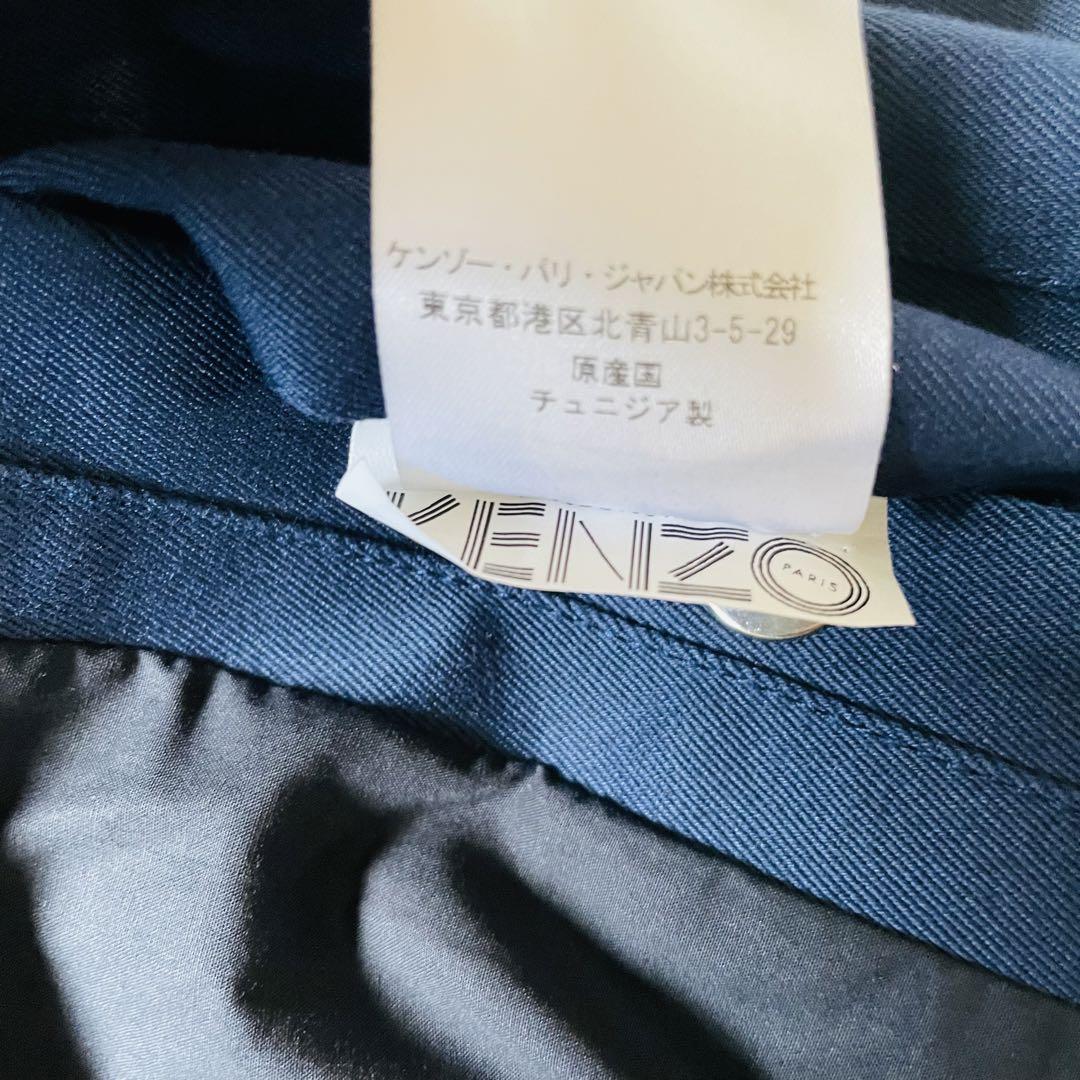 ケンゾー・パリ・ジャパン株式会社
東京都港区北青山3-5-29
原産国
チュニジア製
KENZO
PARIS